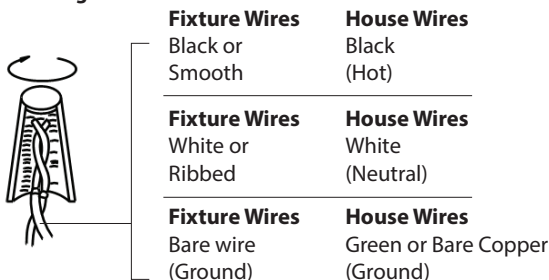 Fixture Wires House Wires
Black or Black
Smooth (Hot)
Fixture Wires House Wires
White or White
Ribbed (Neutral)
Fixture Wires House Wires
Bare wire Green or Bare Copper
(Ground) (Ground)